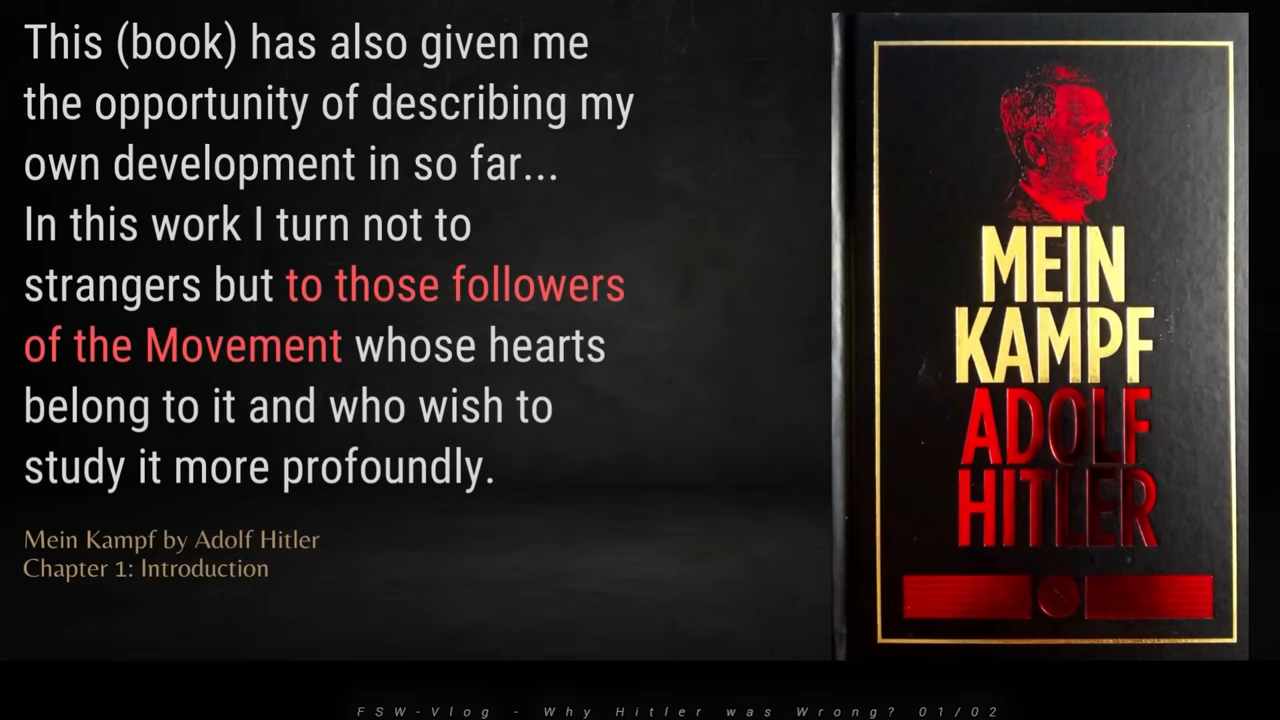 This (book) has also given me
the opportunity of describing my
own development in so far...
In this work I turn not to
strangers but to those followers
of the Movement whose hearts
belong to it and who wish to
study it more profoundly.
Mein Kampf by Adolf Hitler
Chapter 1: Introduction
MEIN
KAMPF
ADOLF
HITLER
FSW-Vlog - Why Hitler was Wrong? 01/02